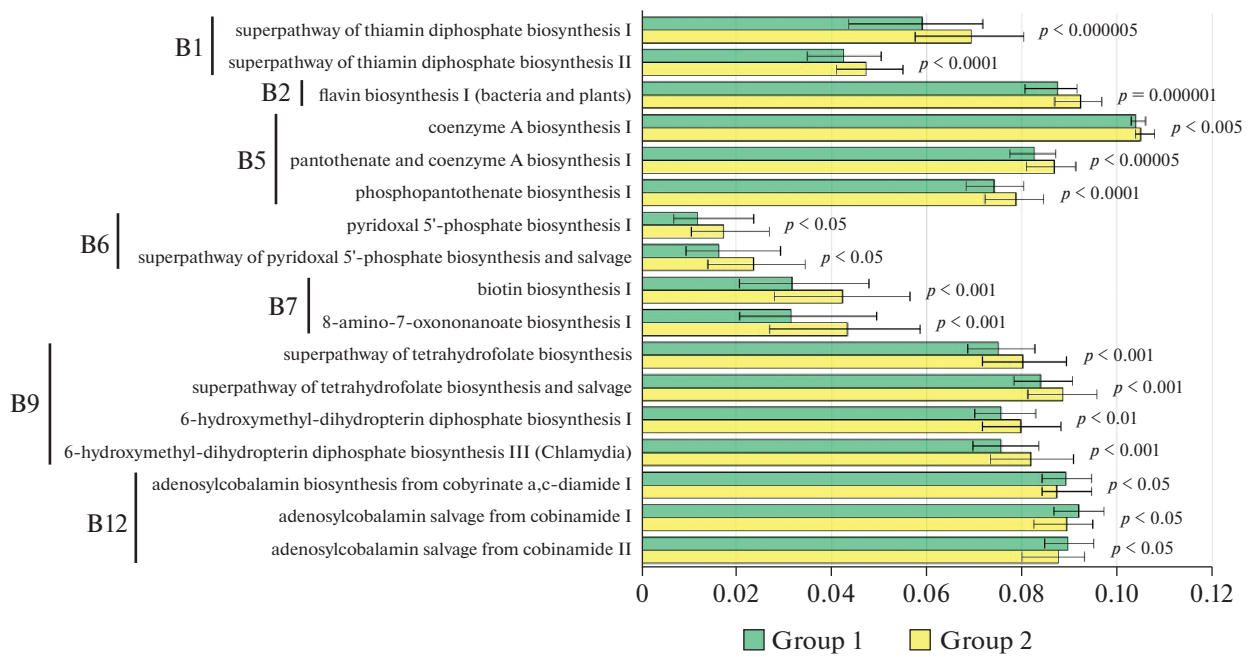 B1
superpathway of thiamin diphosphate biosynthesis I
p < 0.000005
superpathway of thiamin diphosphate biosynthesis II
p < 0.0001
B2
flavin biosynthesis I (bacteria and plants)
p = 0.000001
B5
coenzyme A biosynthesis I
p < 0.005
pantothenate and coenzyme A biosynthesis I
p < 0.00005
phosphopantothenate biosynthesis I
p < 0.0001
B6
pyridoxal 5'-phosphate biosynthesis I
p < 0.05
superpathway of pyridoxal 5'-phosphate biosynthesis and salvage
p < 0.05
B7
biotin biosynthesis I
p < 0.001
8-amino-7-oxononanoate biosynthesis I
p < 0.001
B9
superpathway of tetrahydrofolate biosynthesis
p < 0.001
superpathway of tetrahydrofolate biosynthesis and salvage
p < 0.001
6-hydroxymethyl-dihydropterin diphosphate biosynthesis I
p < 0.01
6-hydroxymethyl-dihydropterin diphosphate biosynthesis III (Chlamydia)
p < 0.001
B12
adenosylcobalamin biosynthesis from cobyrinate a,c-diamide I
p < 0.05
adenosylcobalamin salvage from cobinamide I
p < 0.05
adenosylcobalamin salvage from cobinamide II
p < 0.05
0 0.02 0.04 0.06 0.08 0.10 0.12
Group 1 Group 2